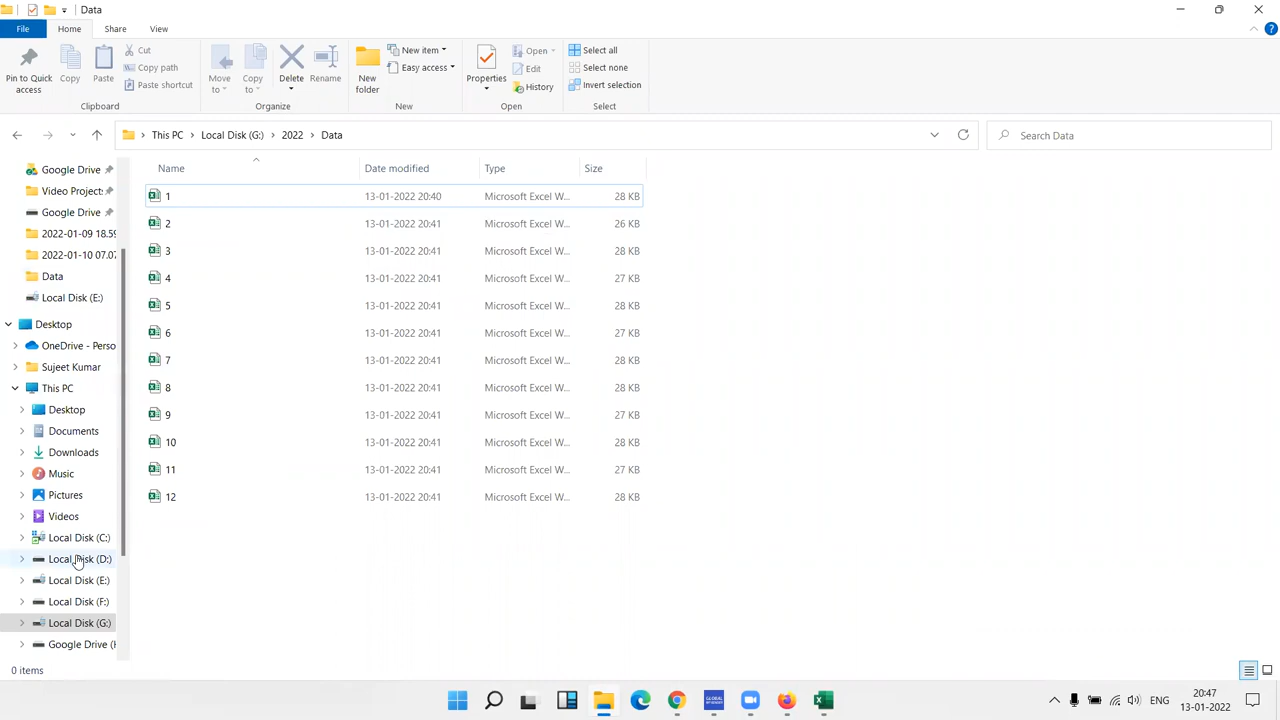 Data
File Home Share View
Pin to Quick access
Copy
Paste
Cut
Copy path
Paste shortcut
Move to
Copy to
Delete
Rename
New folder
New item
Easy access
Properties
Open
Edit
History
Select all
Select none
Invert selection
Clipboard Organize New Open Select
This PC Local Disk (G:) 2022 Data
Search Data
Name Date modified Type Size
1 13-01-2022 20:40 Microsoft Excel W... 28 KB
2 13-01-2022 20:41 Microsoft Excel W... 26 KB
3 13-01-2022 20:41 Microsoft Excel W... 28 KB
4 13-01-2022 20:41 Microsoft Excel W... 27 KB
5 13-01-2022 20:41 Microsoft Excel W... 28 KB
6 13-01-2022 20:41 Microsoft Excel W... 27 KB
7 13-01-2022 20:41 Microsoft Excel W... 28 KB
8 13-01-2022 20:41 Microsoft Excel W... 28 KB
9 13-01-2022 20:41 Microsoft Excel W... 27 KB
10 13-01-2022 20:41 Microsoft Excel W... 28 KB
11 13-01-2022 20:41 Microsoft Excel W... 27 KB
12 13-01-2022 20:41 Microsoft Excel W... 28 KB
Google Drive
Video Project
Google Drive
2022-01-09 18.59
2022-01-10 07.07
Data
Local Disk (E:)
Desktop
OneDrive - Perso
Sujeet Kumar
This PC
Desktop
Documents
Downloads
Music
Pictures
Videos
Local Disk (C:)
Local Disk (D:)
Local Disk (E:)
Local Disk (F:)
Local Disk (G:)
Google Drive (
0 items
ENG
20:47
13-01-2022